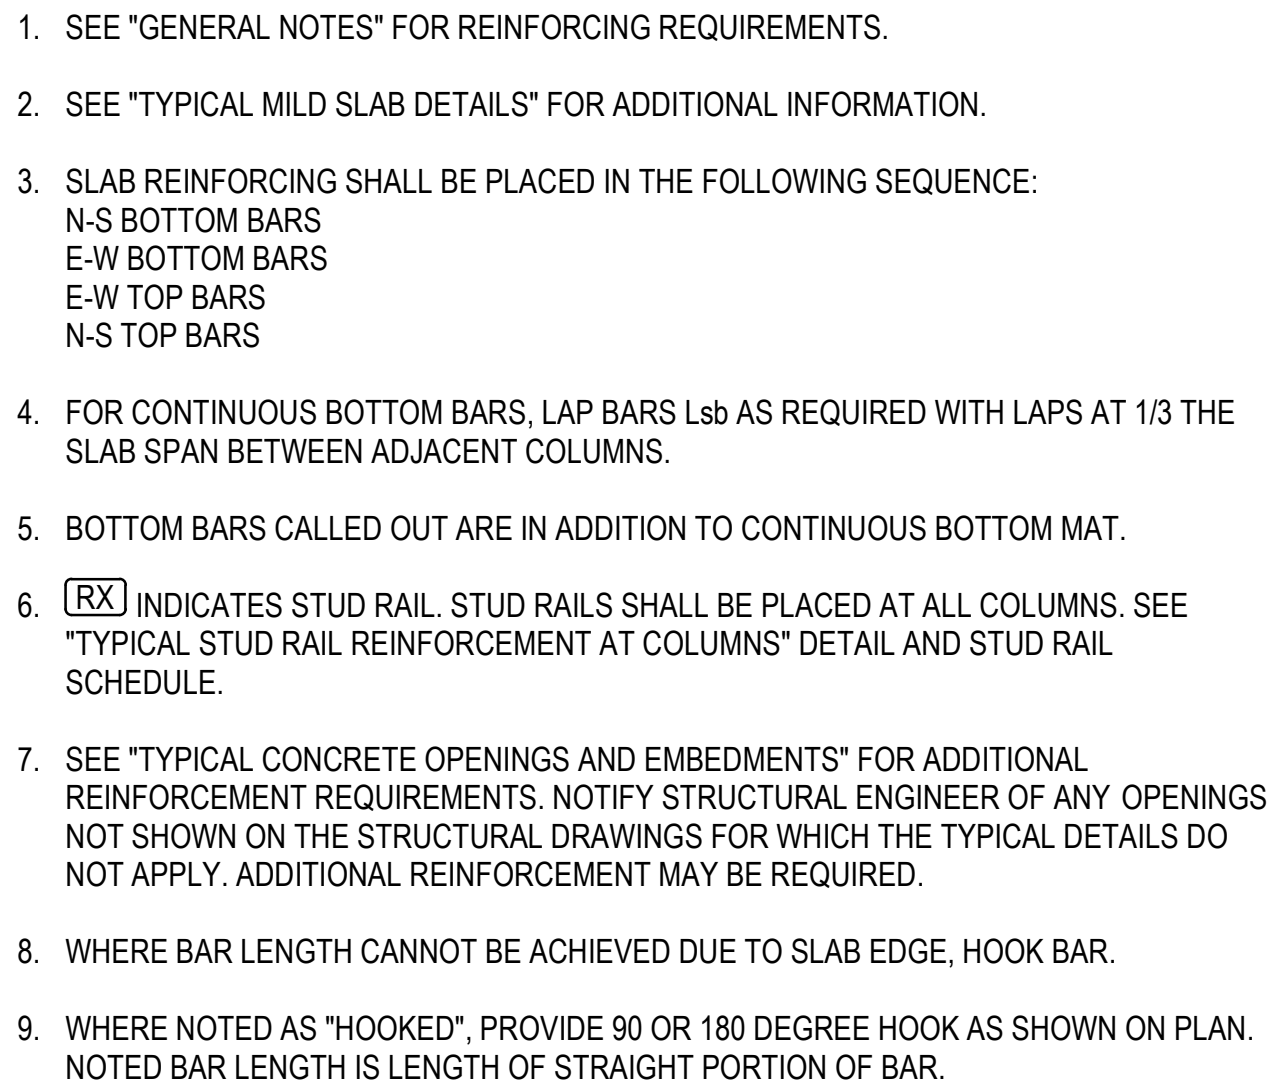 1. SEE "GENERAL NOTES" FOR REINFORCING REQUIREMENTS.
2. SEE "TYPICAL MILD SLAB DETAILS" FOR ADDITIONAL INFORMATION.
3. SLAB REINFORCING SHALL BE PLACED IN THE FOLLOWING SEQUENCE:
N-S BOTTOM BARS
E-W BOTTOM BARS
E-W TOP BARS
N-S TOP BARS
4. FOR CONTINUOUS BOTTOM BARS, LAP BARS Lsb AS REQUIRED WITH LAPS AT 1/3 THE
SLAB SPAN BETWEEN ADJACENT COLUMNS.
5. BOTTOM BARS CALLED OUT ARE IN ADDITION TO CONTINUOUS BOTTOM MAT.
6. RX INDICATES STUD RAIL. STUD RAILS SHALL BE PLACED AT ALL COLUMNS. SEE
"TYPICAL STUD RAIL REINFORCEMENT AT COLUMNS" DETAIL AND STUD RAIL
SCHEDULE.
7. SEE "TYPICAL CONCRETE OPENINGS AND EMBEDMENTS" FOR ADDITIONAL
REINFORCEMENT REQUIREMENTS. NOTIFY STRUCTURAL ENGINEER OF ANY OPENINGS
NOT SHOWN ON THE STRUCTURAL DRAWINGS FOR WHICH THE TYPICAL DETAILS DO
NOT APPLY. ADDITIONAL REINFORCEMENT MAY BE REQUIRED.
8. WHERE BAR LENGTH CANNOT BE ACHIEVED DUE TO SLAB EDGE, HOOK BAR.
9. WHERE NOTED AS "HOOKED", PROVIDE 90 OR 180 DEGREE HOOK AS SHOWN ON PLAN.
NOTED BAR LENGTH IS LENGTH OF STRAIGHT PORTION OF BAR.